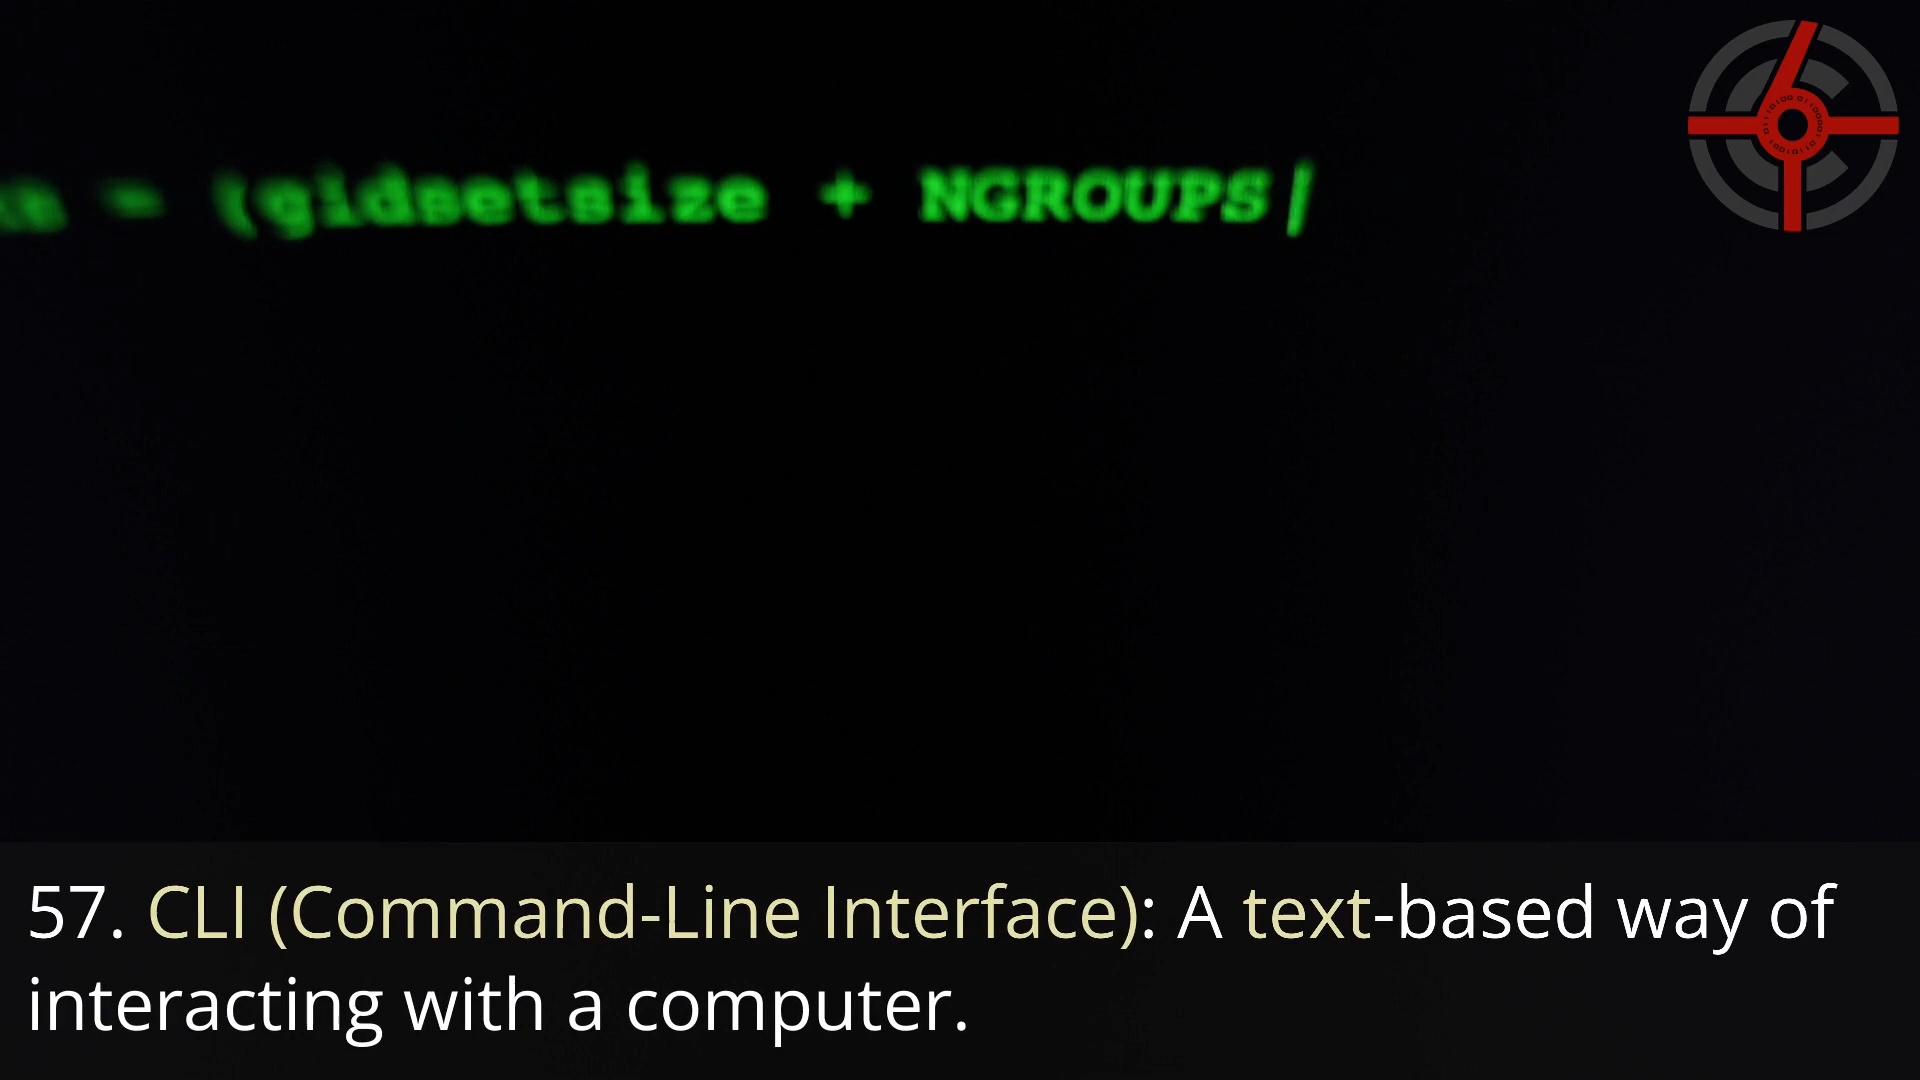 - (gidsetsize + NGROUPS|
57. CLI (Command-Line Interface): A text-based way of
interacting with a computer.